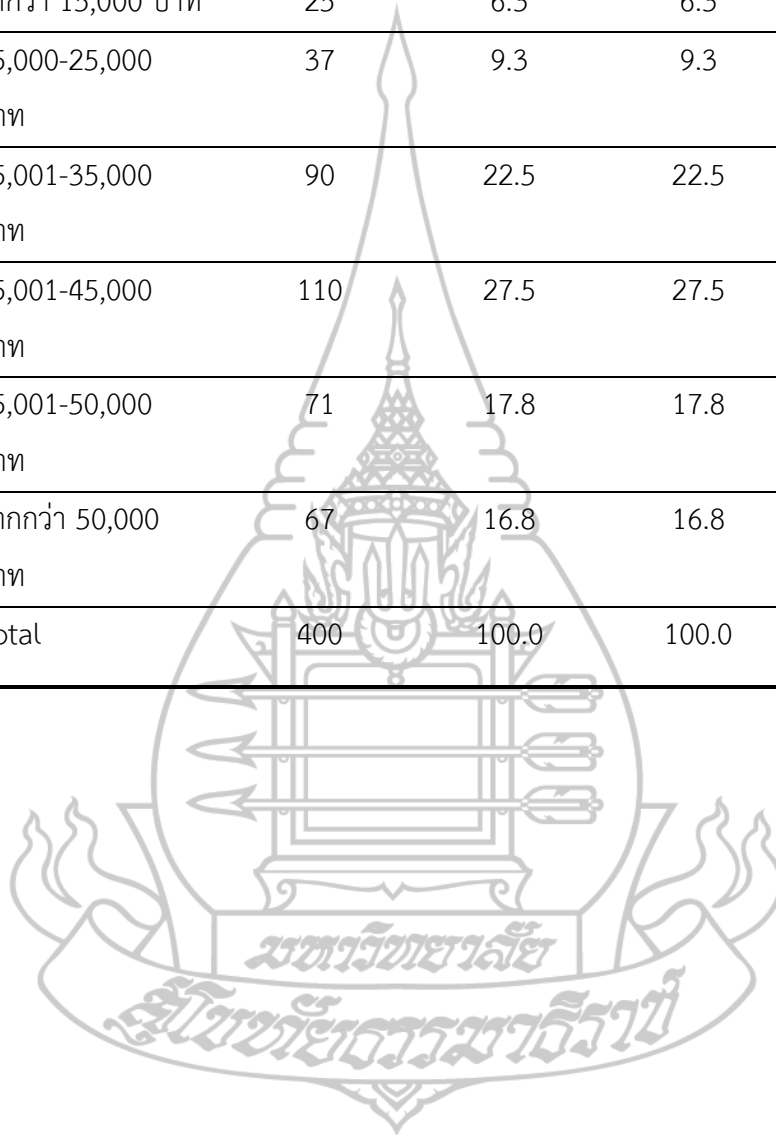 ากว่า 15,000 บาท 25 6.3 6.3
5,000-25,000 37 9.3 9.3
าท
5,001-35,000 90 22.5 22.5
าท
5,001-45,000 110 27.5 27.5
าท
5,001-50,000 71 17.8 17.8
าท
ากกว่า 50,000 67 16.8 16.8
าท
otal 400 100.0 100.0
มหาวิทยาลัย
สุโขทัยธรรมาธิราช